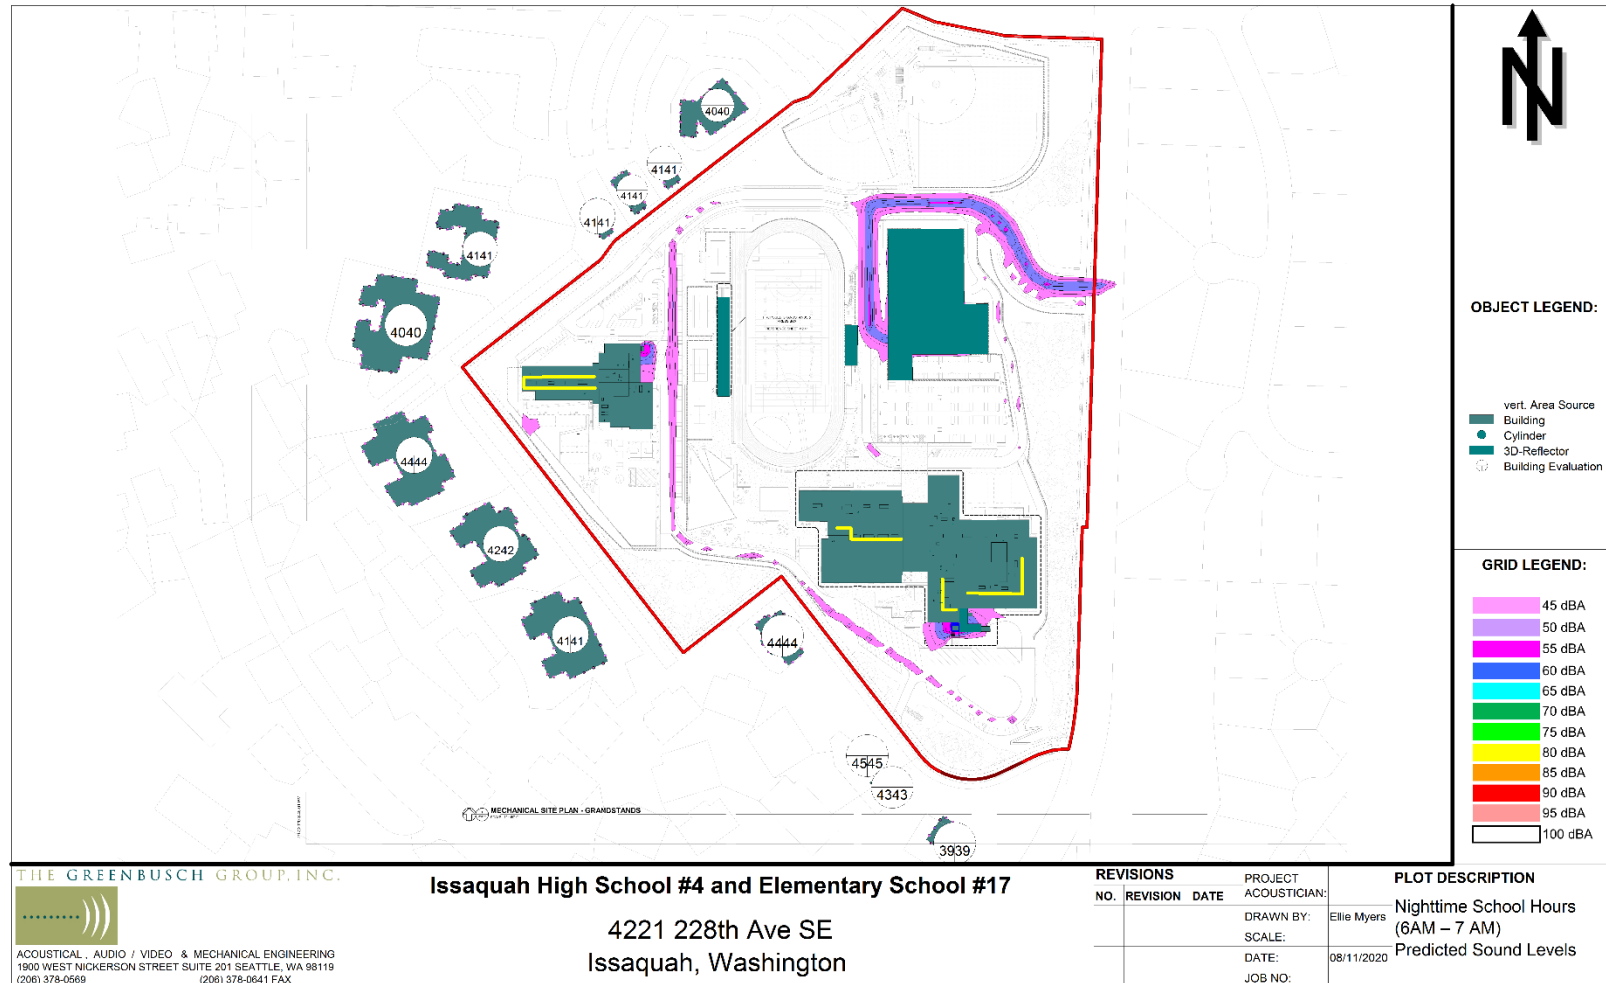 4040
4141
4141
4141
4141
4040
4444
4242
4141
4444
4545
4343
3939
MECHANICAL SITE PLAN - GRANDSTANDS
OBJECT LEGEND:
vert. Area Source
Building
Cylinder
3D-Reflector
Building Evaluation
GRID LEGEND:
45 dBA
50 dBA
55 dBA
60 dBA
65 dBA
70 dBA
75 dBA
80 dBA
85 dBA
90 dBA
95 dBA
100 dBA
THE GREENBUSCH GROUP, INC.
ACOUSTICAL, AUDIO / VIDEO & MECHANICAL ENGINEERING
1900 WEST NICKERSON STREET SUITE 201 SEATTLE, WA 98119
(206) 378-0569 (206) 378-0641 FAX
Issaquah High School #4 and Elementary School #17
4221 228th Ave SE
Issaquah, Washington
REVISIONS
NO. REVISION DATE
PROJECT
ACOUSTICIAN:
DRAWN BY: Ellie Myers
SCALE:
DATE: 08/11/2020
JOB NO:
PLOT DESCRIPTION
Nighttime School Hours
(6AM – 7 AM)
Predicted Sound Levels